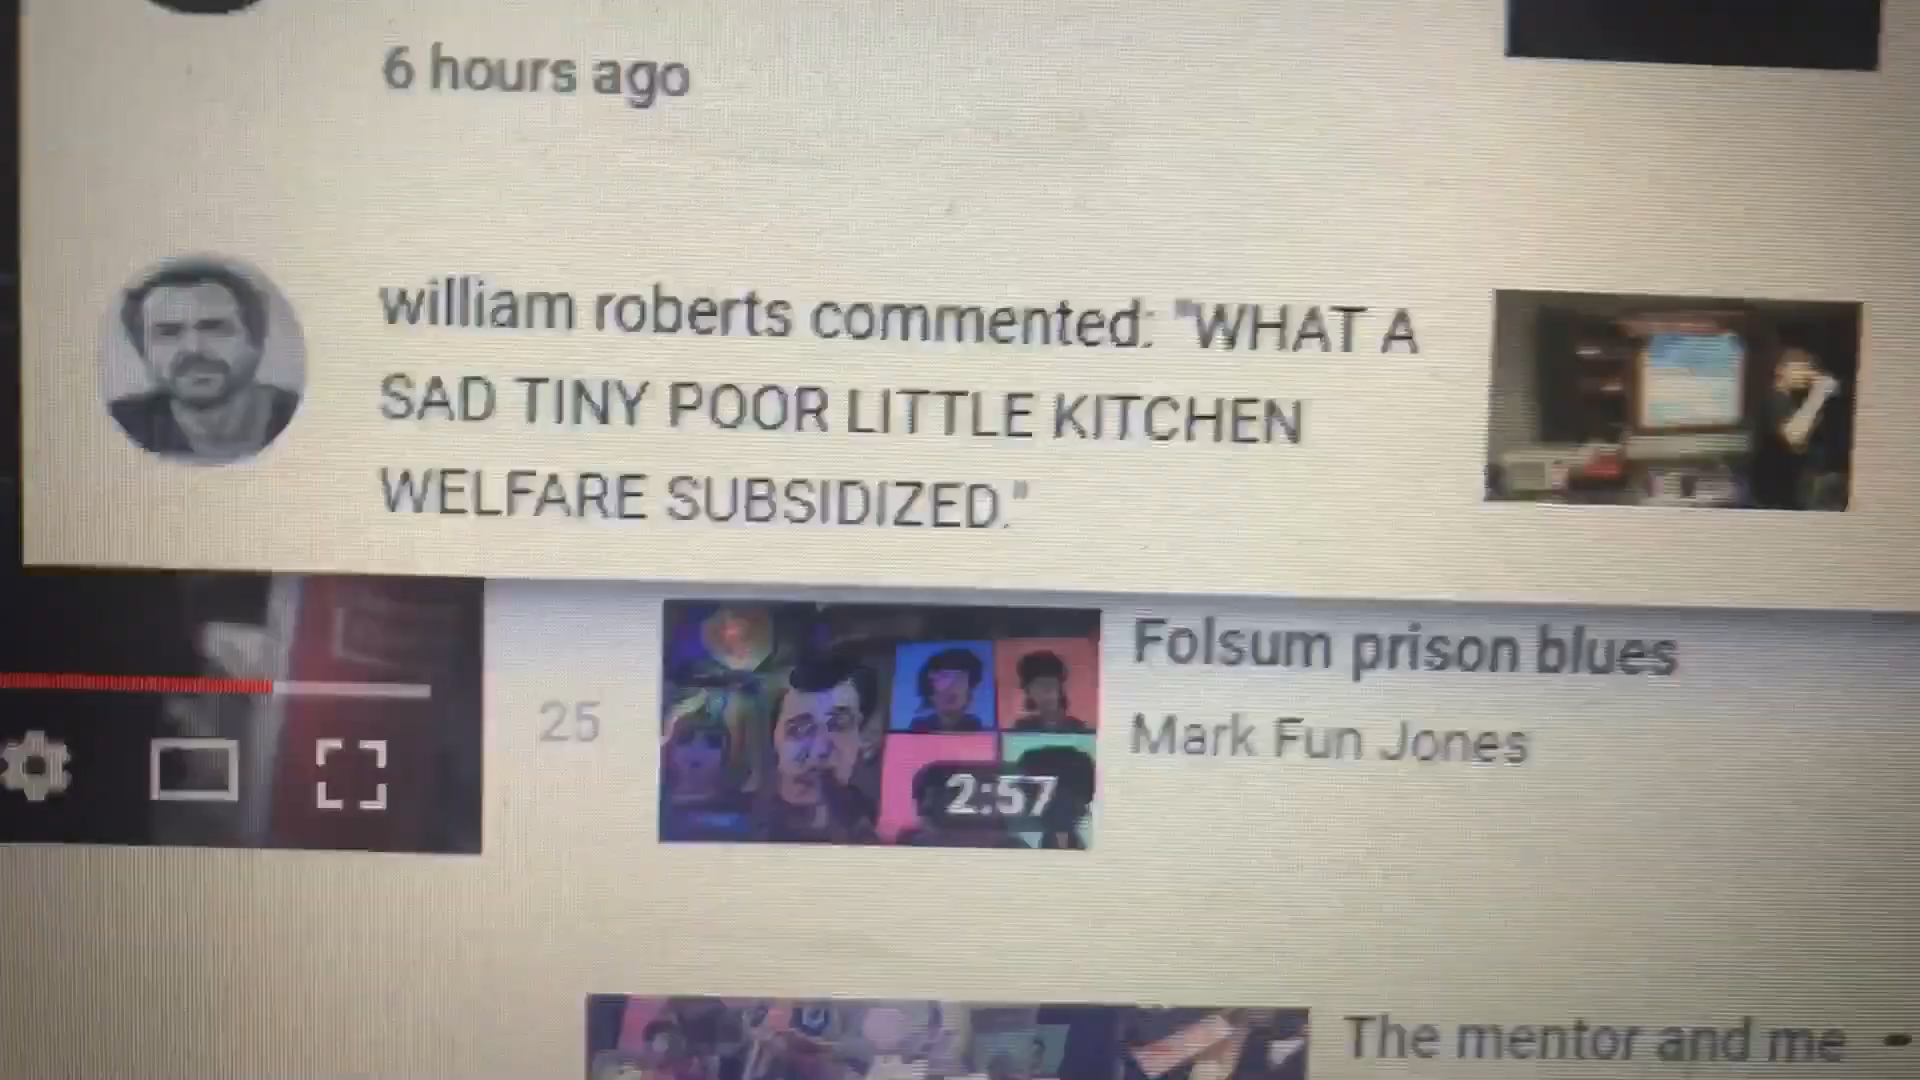 6 hours ago
william roberts commented: "WHAT A
SAD TINY POOR LITTLE KITCHEN
WELFARE SUBSIDIZED."
Folsum prison blues
25
Mark Fun Jones
2:57
The mentor and me -